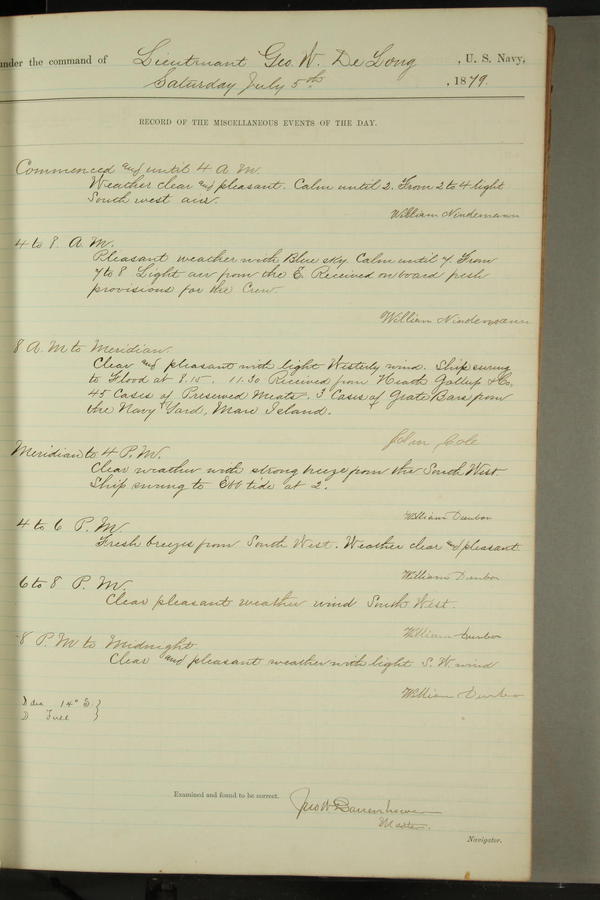 under the command of Lieutenant Geo. W. De Long, U. S. Navy,
Saturday July 5th, 1879.
RECORD OF THE MISCELLANEOUS EVENTS OF THE DAY.
Commenced and until 4 A. M.
Weather clear and pleasant. Calm until 2. From 2 to 4 light
South west airs.
William Nindemann
4 to 8. A. M.
Pleasant weather with Blue sky Calm until 7. From
7 to 8 Light air from the E. Received on board fresh
provisions for the Crew
William Nindemann
8 A. M to Meridian.
Clear and pleasant with light Westerly wind. Ship swung
to Flood at 8.15. 11.30 Received from Heath Gallup & Co,
45 Cases of Preserved Meats. 3 Cases of Grate Bars from
the Navy Yard, Mare Island.
John Cole
Meridian to 4 P. M.
Clear weather with strong breeze from the South West
Ship swung to Ebb tide at 2.
William Dunbar
4 to 6 P. M.
Fresh breezes from South West. Weather clear and pleasant.
William Dunbar
6 to 8 P. M.
Clear pleasant weather wind South West.
William Dunbar
8 P. M to Midnight.
Clear and pleasant weather with light S. W. wind
William Dunbar
14° S }
Full }
Examined and found to be correct.
Jno W Danenhower
Master.
Navigator.